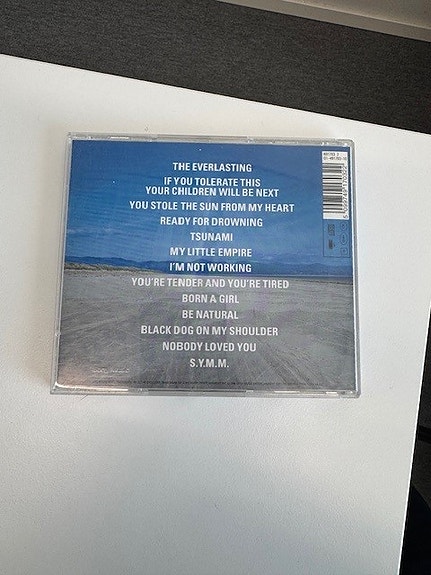 THE EVERLASTING
IF YOU TOLERATE THIS
YOUR CHILDREN WILL BE NEXT
YOU STOLE THE SUN FROM MY HEART
READY FOR DROWNING
TSUNAMI
MY LITTLE EMPIRE
I'M NOT WORKING
YOU'RE TENDER AND YOU'RE TIRED
BORN A GIRL
BE NATURAL
BLACK DOG ON MY SHOULDER
NOBODY LOVED YOU
S.Y.M.M.